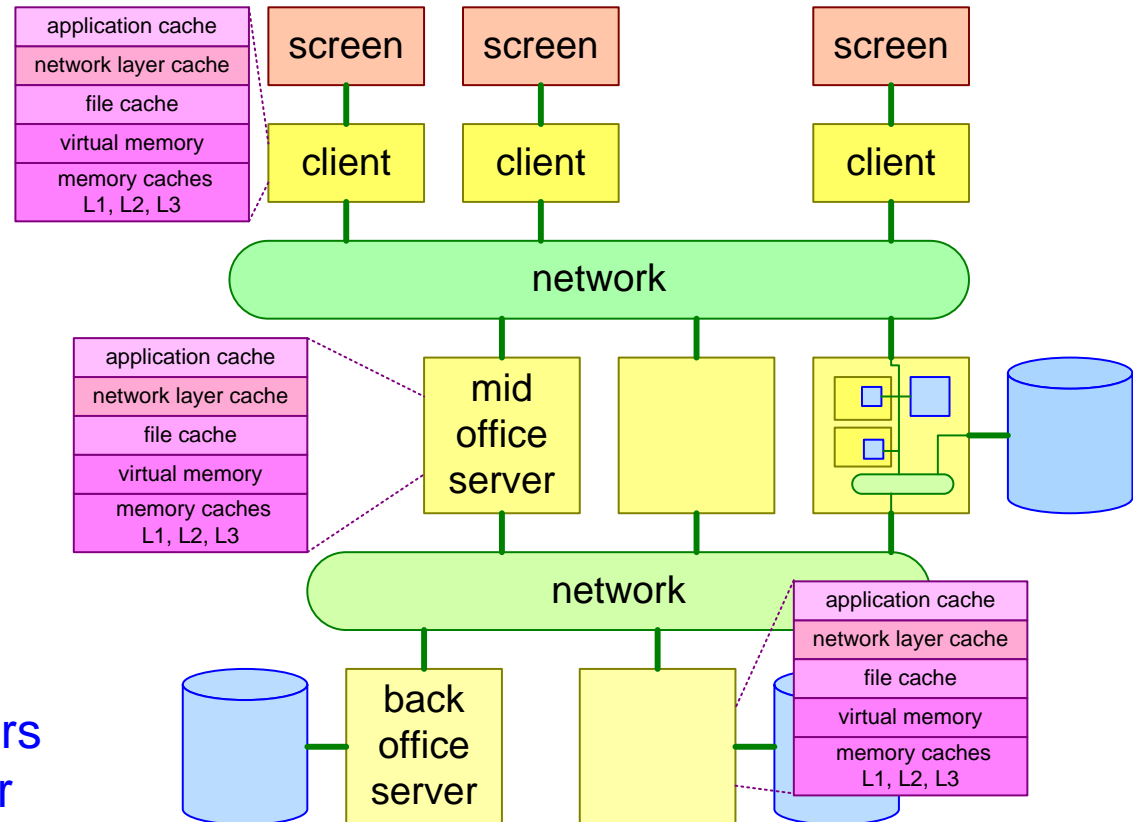 application cache
network layer cache
file cache
virtual memory
memory caches
L1, L2, L3
screen
screen
screen
client
client
client
network
application cache
network layer cache
file cache
virtual memory
memory caches
L1, L2, L3
mid
office
server
network
application cache
network layer cache
file cache
virtual memory
memory caches
L1, L2, L3
back
office
server
rs
r